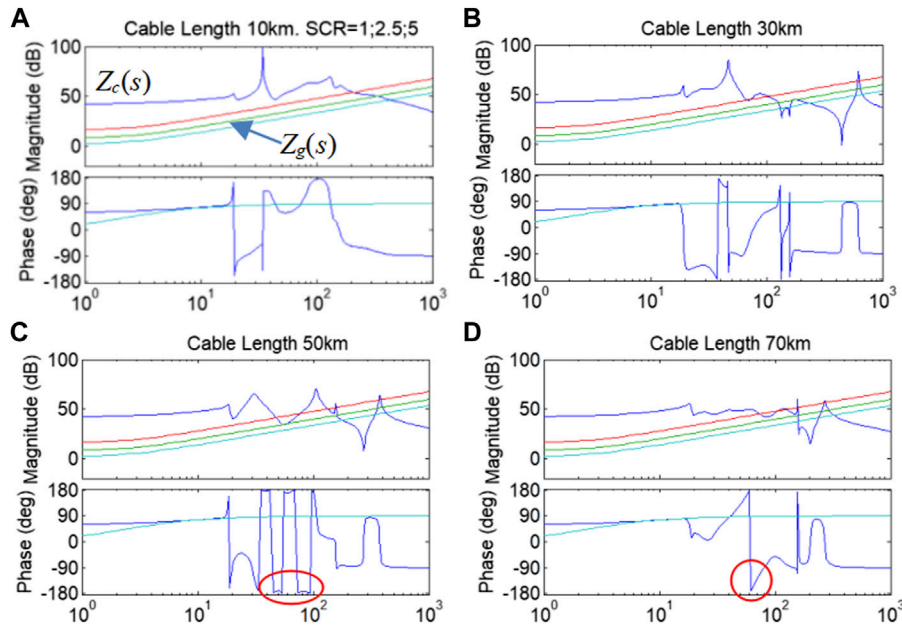 A
Cable Length 10km. SCR=1;2.5;5
Magnitude (dB)
100
50
0
Zc(s)
Zg(s)
Phase (deg)
180
90
0
-90
-180
10^0
10^1
10^2
10^3
B
Cable Length 30km
Magnitude (dB)
100
50
0
Phase (deg)
180
90
0
-90
-180
10^0
10^1
10^2
10^3
C
Cable Length 50km
Magnitude (dB)
100
50
0
Phase (deg)
180
90
0
-90
-180
10^0
10^1
10^2
10^3
D
Cable Length 70km
Magnitude (dB)
100
50
0
Phase (deg)
180
90
0
-90
-180
10^0
10^1
10^2
10^3